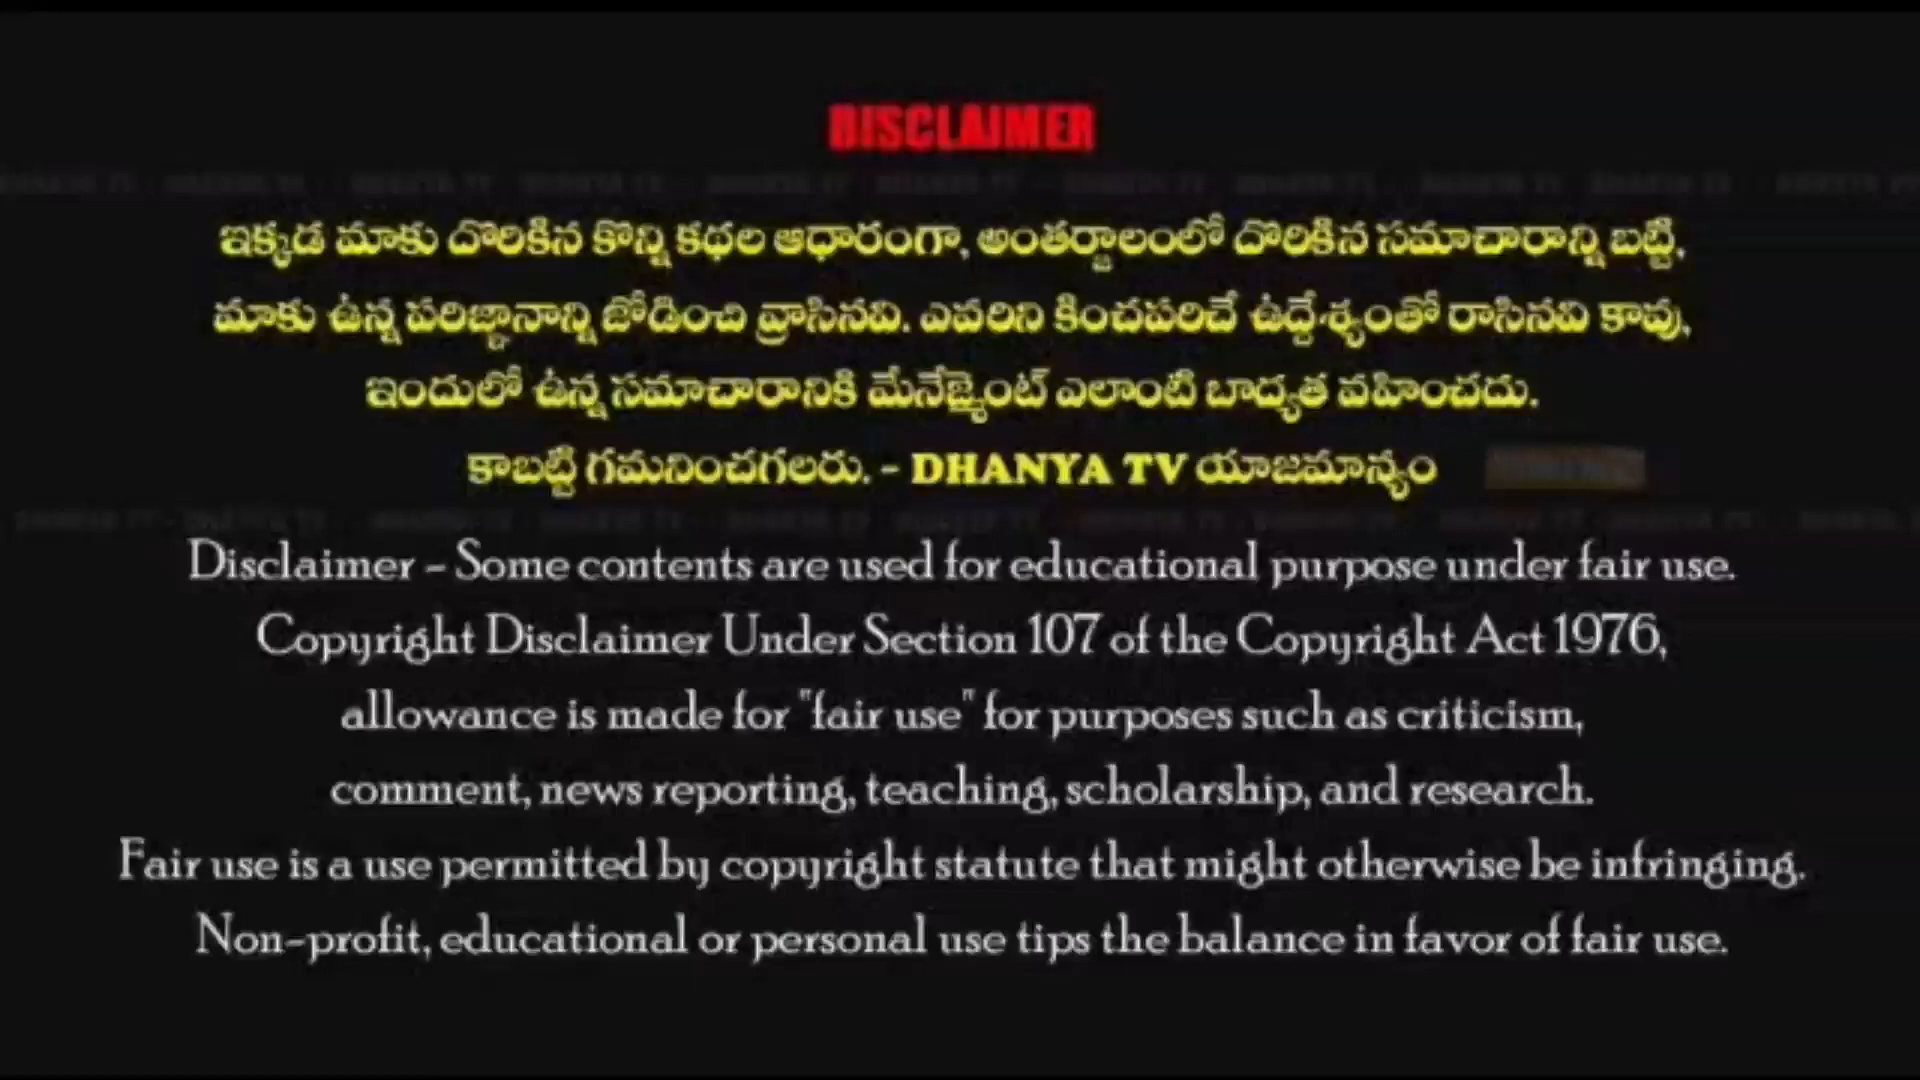 DISCLAIMER
ఇక్కడ మాకు దొరికిన కొన్ని కథల ఆధారంగా, అంతర్జాలంలో దొరికిన సమాచారాన్ని బట్టి,
మాకు ఉన్న పరిజ్ఞానాన్ని జోడించి వ్రాసినవి. ఎవరిని కించపరిచే ఉద్దేశ్యంతో రాసినవి కావు,
ఇందులో ఉన్న సమాచారానికి మేనేజ్మెంట్ ఎలాంటి బాద్యత వహించదు.
కాబట్టి గమనించగలరు. - DHANYA TV యాజమాన్యం
Disclaimer - Some contents are used for educational purpose under fair use.
Copyright Disclaimer Under Section 107 of the Copyright Act 1976,
allowance is made for "fair use" for purposes such as criticism,
comment, news reporting, teaching, scholarship, and research.
Fair use is a use permitted by copyright statute that might otherwise be infringing.
Non-profit, educational or personal use tips the balance in favor of fair use.